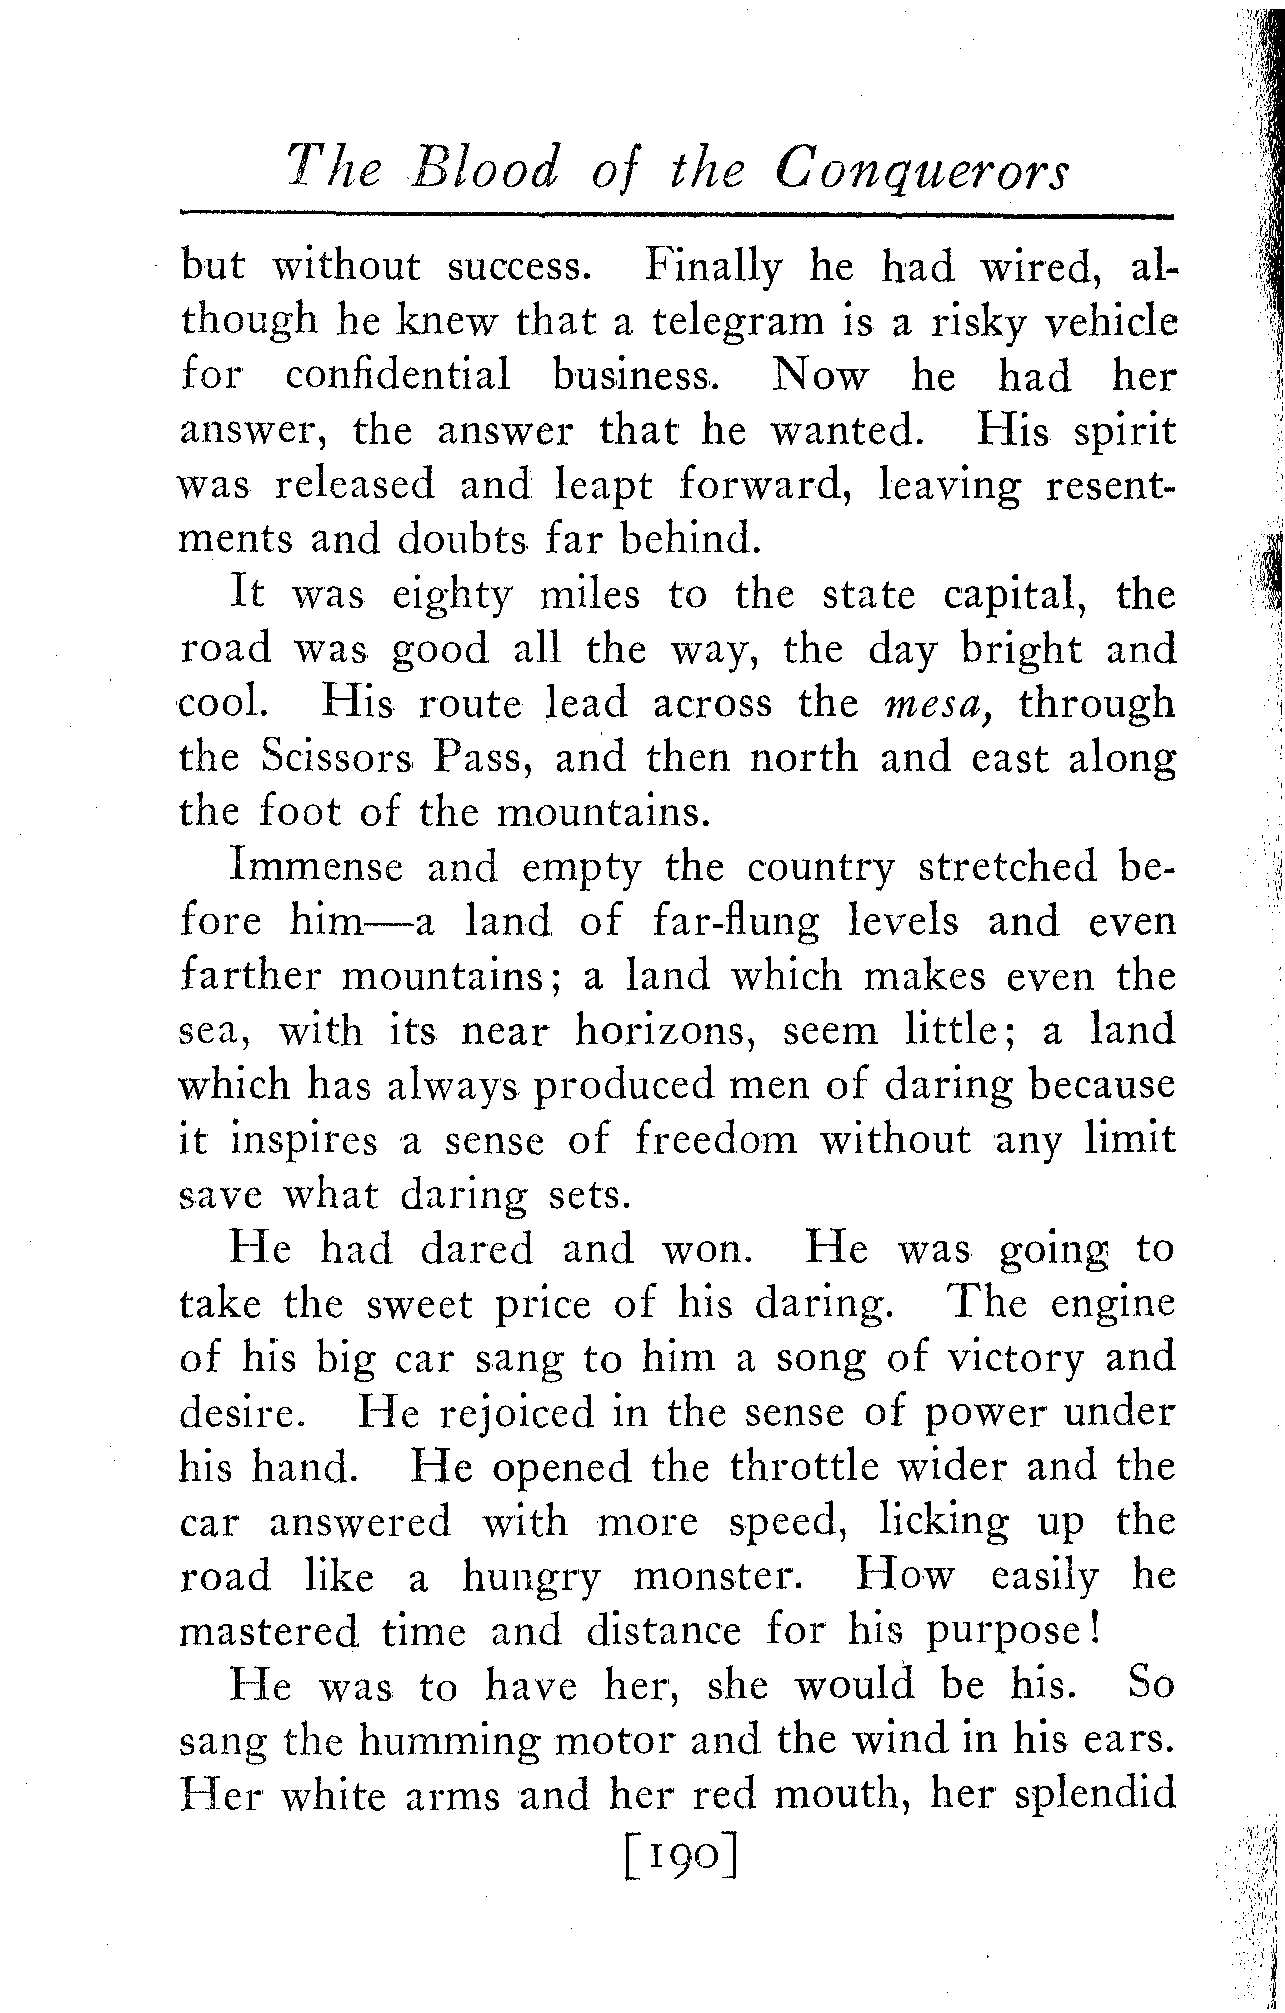 The Blood of the Conquerors
but without success. Finally he had wired, al-
though he knew that a telegram is a risky vehicle
for confidential business. Now he had her
answer, the answer that he wanted. His spirit
was released and leapt forward, leaving resent-
ments and doubts far behind.
It was eighty miles to the state capital, the
road was good all the way, the day bright and
cool. His route lead across the mesa, through
the Scissors Pass, and then north and east along
the foot of the mountains.
Immense and empty the country stretched be-
fore him—a land of far-flung levels and even
farther mountains; a land which makes even the
sea, with its near horizons, seem little; a land
which has always produced men of daring because
it inspires a sense of freedom without any limit
save what daring sets.
He had dared and won. He was going to
take the sweet price of his daring. The engine
of his big car sang to him a song of victory and
desire. He rejoiced in the sense of power under
his hand. He opened the throttle wider and the
car answered with more speed, licking up the
road like a hungry monster. How easily he
mastered time and distance for his purpose!
He was to have her, she would be his. So
sang the humming motor and the wind in his ears.
Her white arms and her red mouth, her splendid
[190]